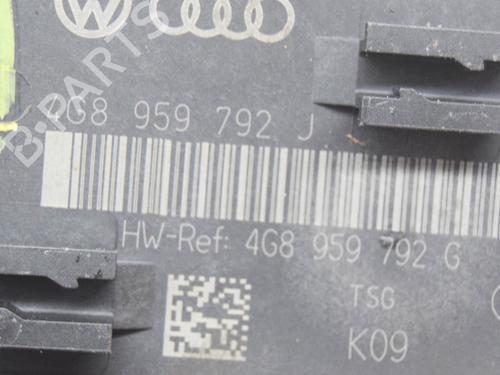 4G8 959 792 J
HW-Ref: 4G8 959 792 G
TSG
K09
B-PARTS